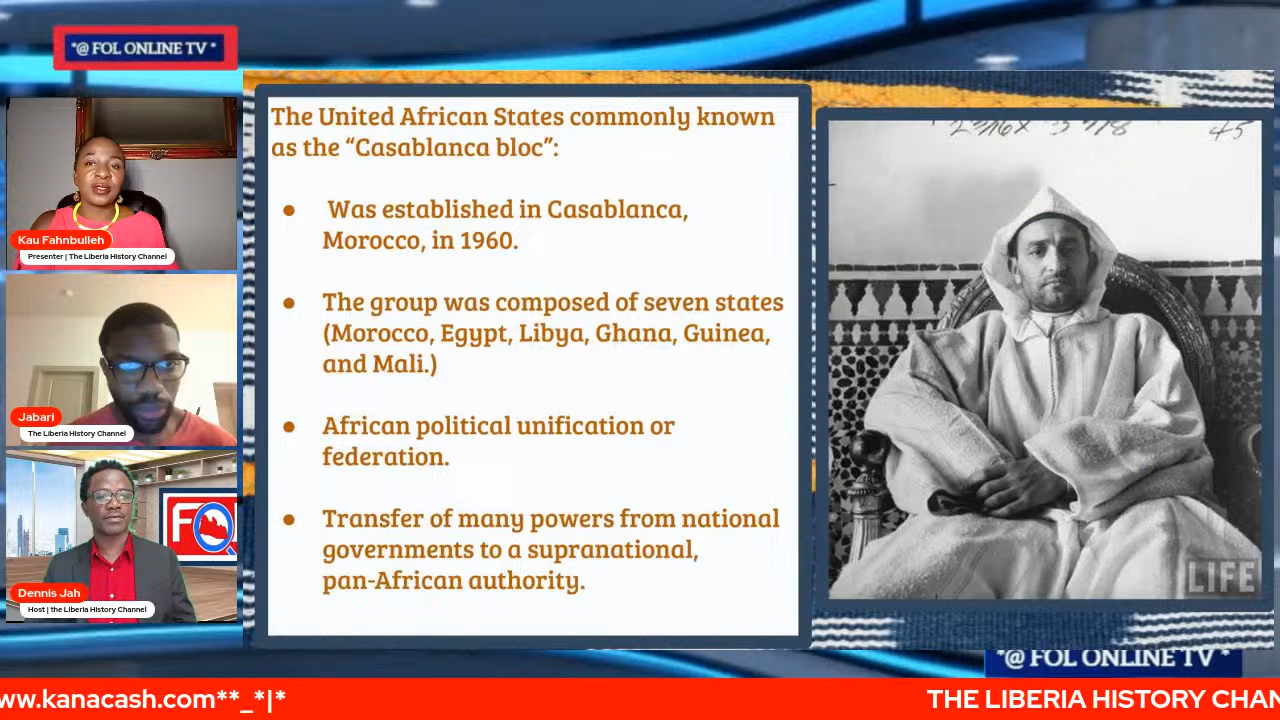 *@ FOL ONLINE TV *
The United African States commonly known
as the “Casablanca bloc”:
● Was established in Casablanca,
Morocco, in 1960.
● The group was composed of seven states
(Morocco, Egypt, Libya, Ghana, Guinea,
and Mali.)
● African political unification or
federation.
● Transfer of many powers from national
governments to a supranational,
pan-African authority.
45
LIFE
Kau Fahnbulleh
Presenter | The Liberia History Channel
Jabari
The Liberia History Channel
Dennis Jah
Host | the Liberia History Channel
*@ FOL ONLINE TV *
ww.kanacash.com**_*|*
THE LIBERIA HISTORY CHAN